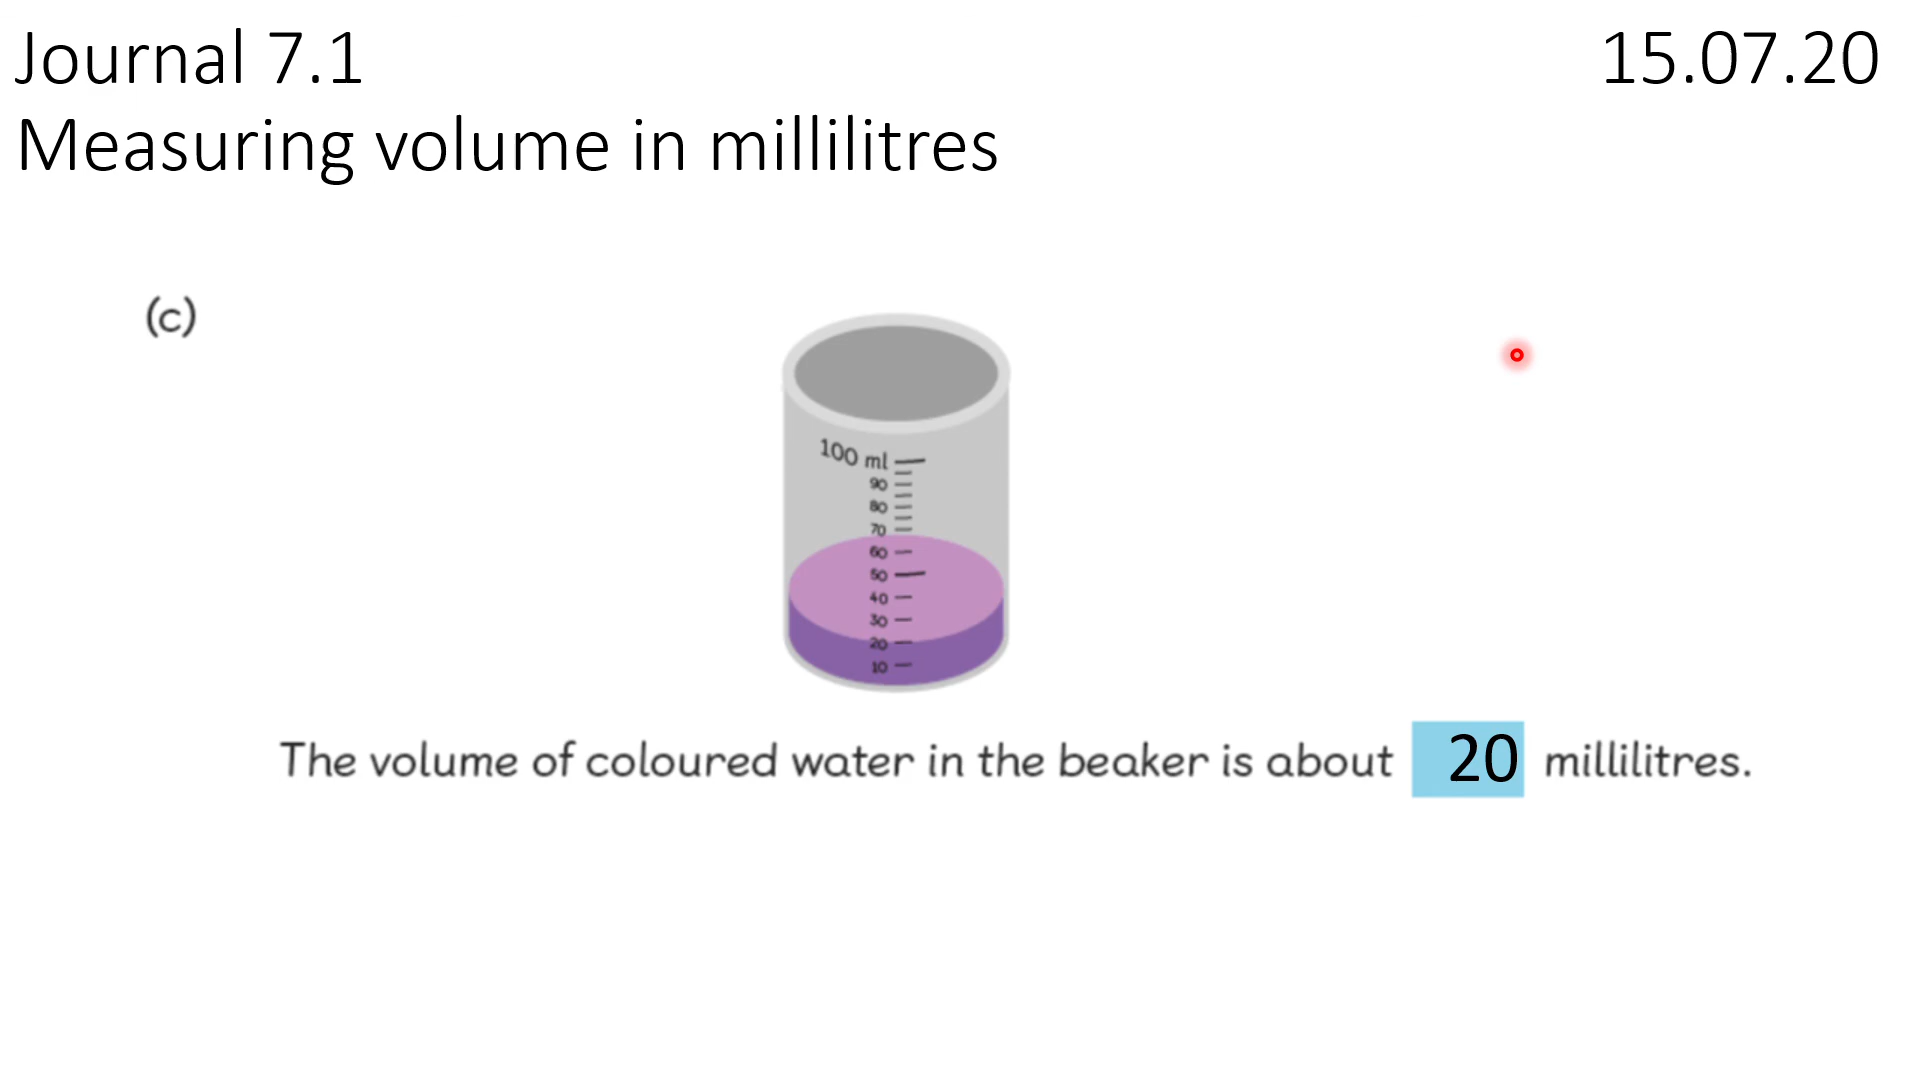 Journal 7.1 15.07.20
Measuring volume in millilitres
(c)
100 ml
90
80
70
60
50
40
30
20
10
The volume of coloured water in the beaker is about 20 millilitres.